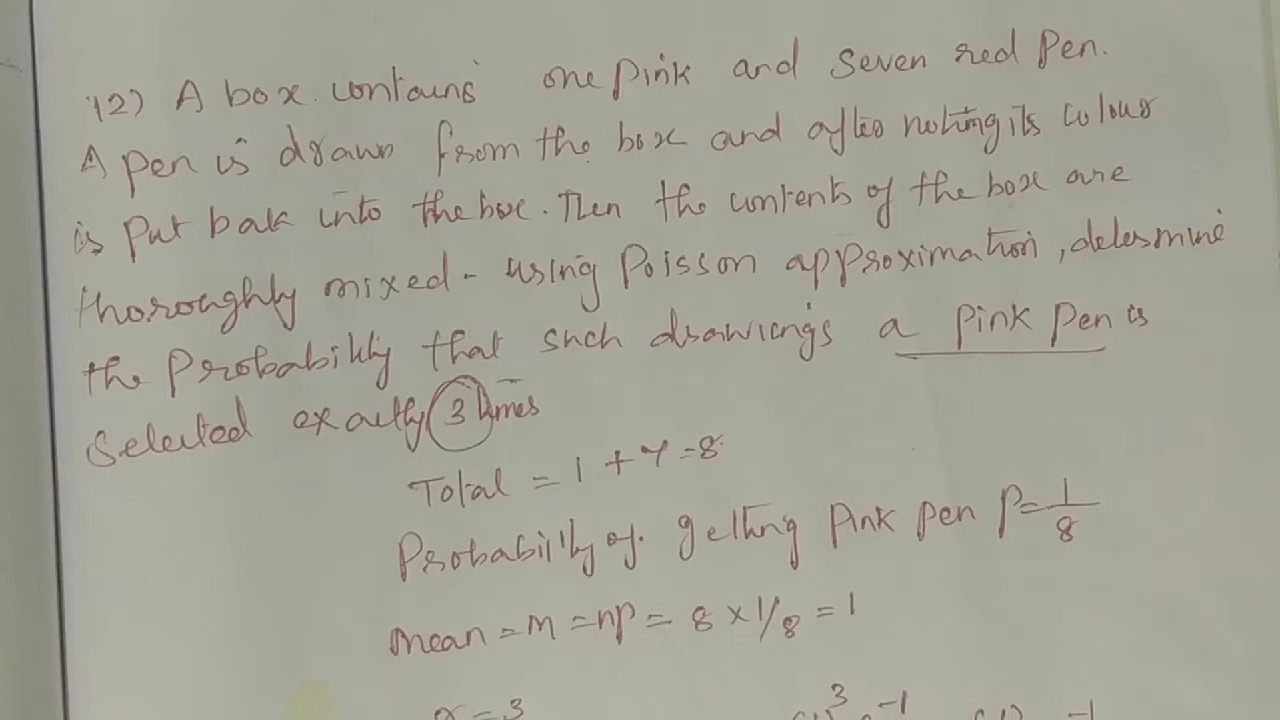 12) A box contains one pink and seven red Pen.
A pen is drawn from the box and after noting its colour
is put bak into the box. Then the contents of the box are
thoroughly mixed - using Poisson approximation, determine
the Probability that such drawings a pink pen is
selected exactly 3 times
Total = 1 + 7 = 8
Probability of getting pink pen P = 1/8
mean = m = np = 8 × 1/8 = 1
x = 3